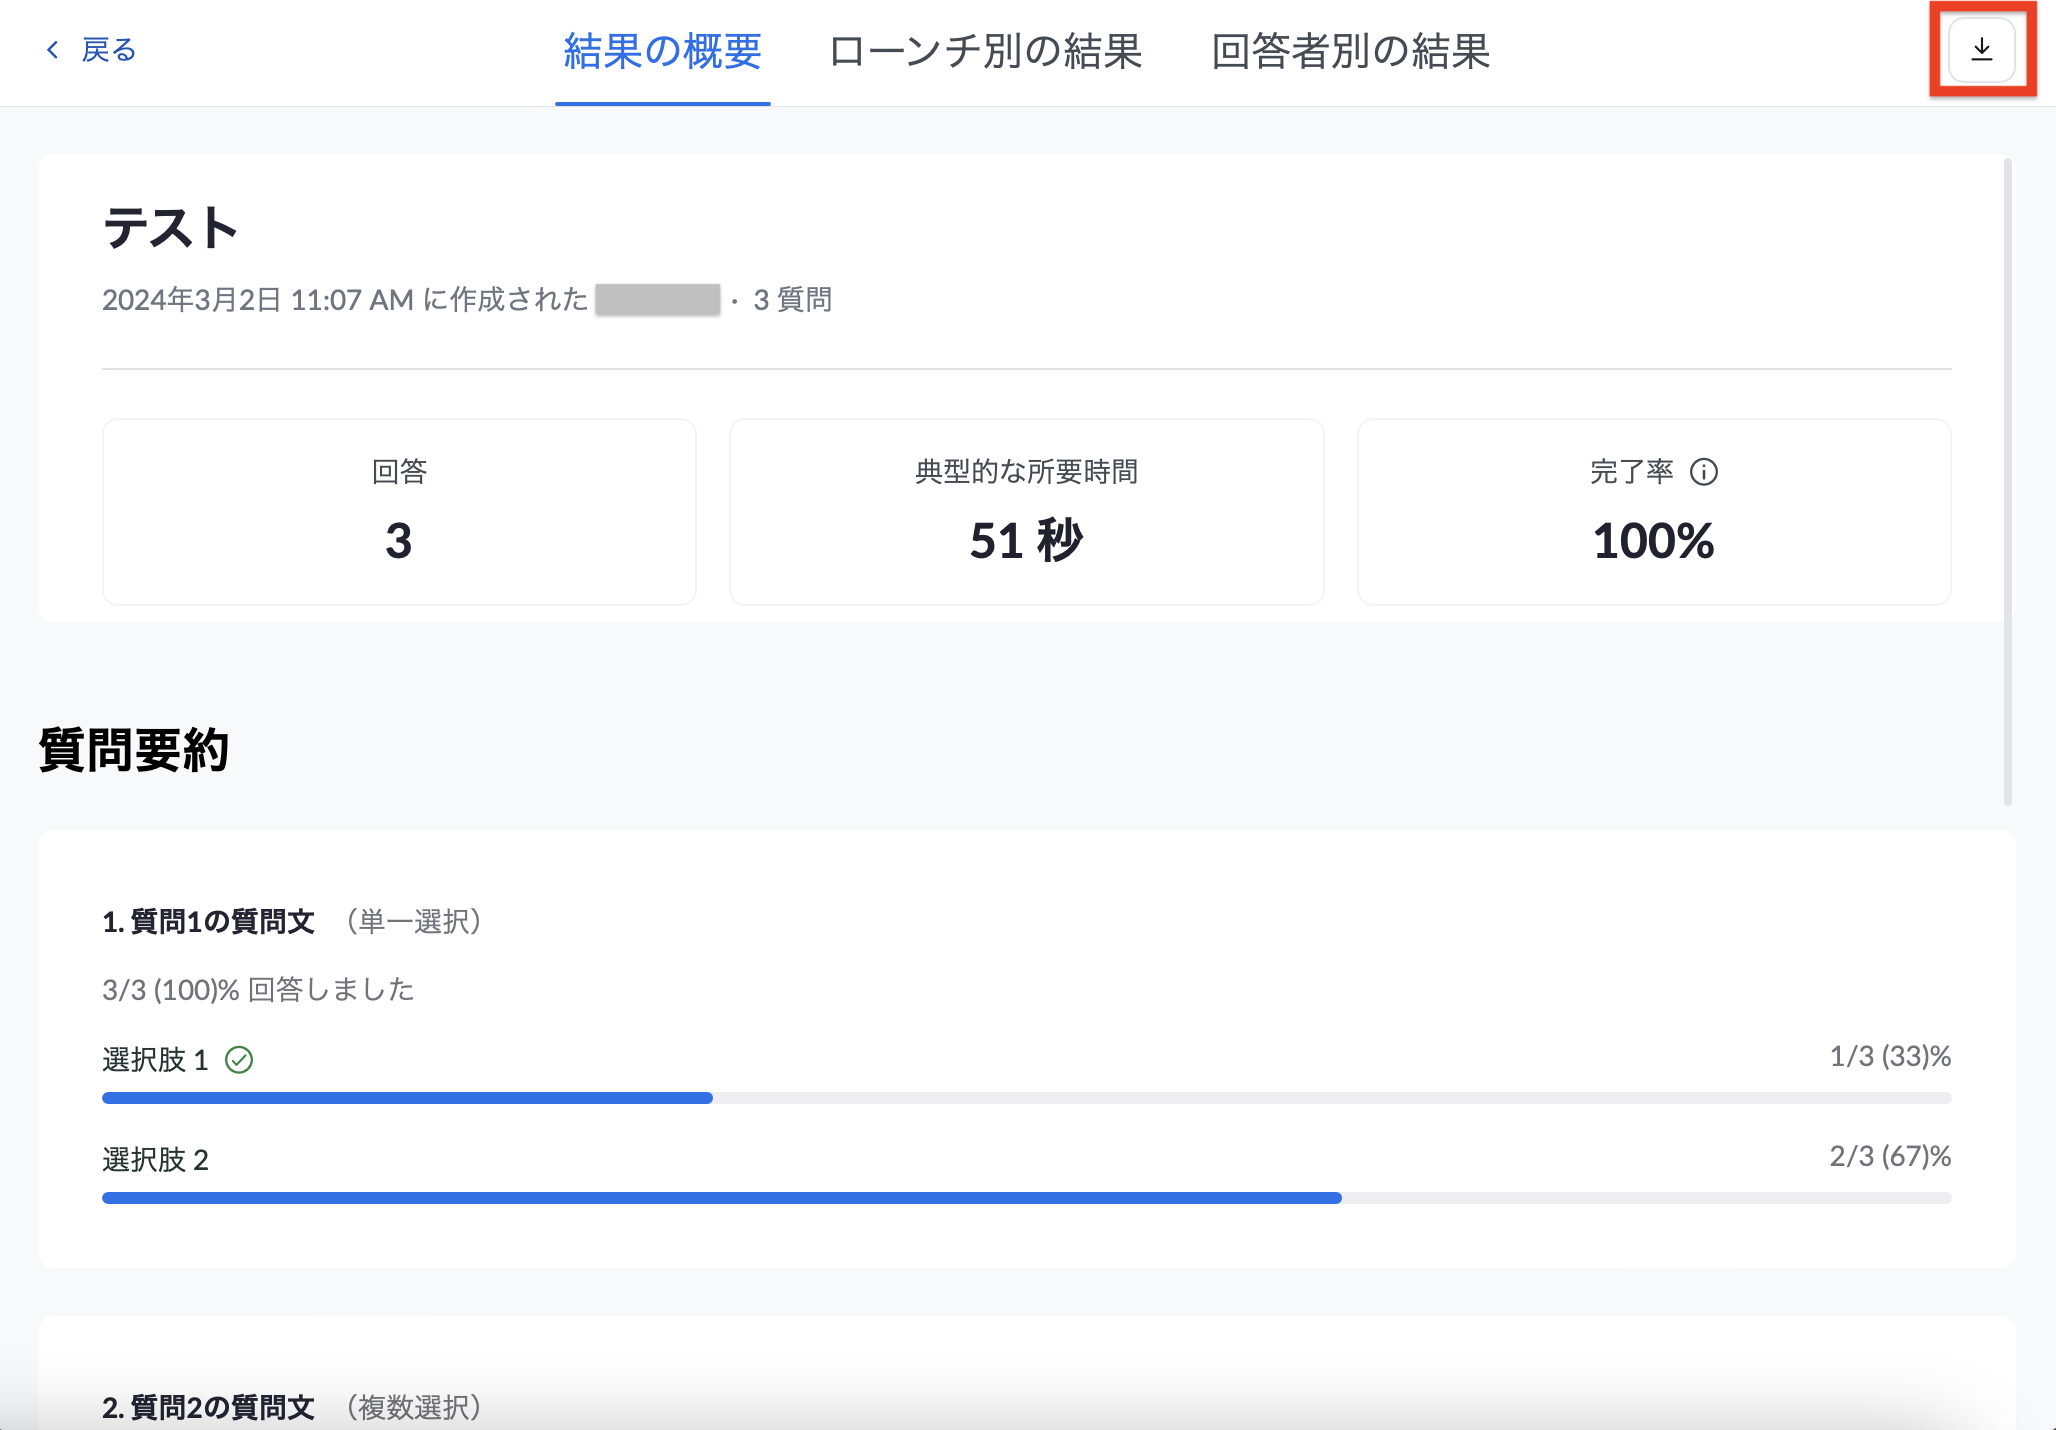 戻る
結果の概要 ローンチ別の結果 回答者別の結果
テスト
2024年3月2日 11:07 AM に作成された · 3 質問
回答 典型的な所要時間 完了率
3 51 秒 100%
質問要約
1. 質問1の質問文 （単一選択）
3/3 (100)% 回答しました
選択肢 1 1/3 (33)%
選択肢 2 2/3 (67)%
2. 質問2の質問文 （複数選択）